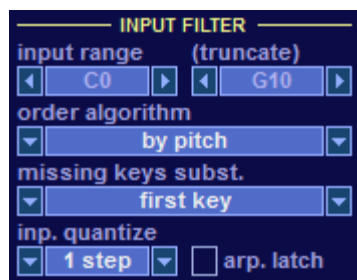 INPUT FILTER
input range (truncate)
C0 G10
order algorithm
by pitch
missing keys subst.
first key
inp. quantize
1 step arp. latch